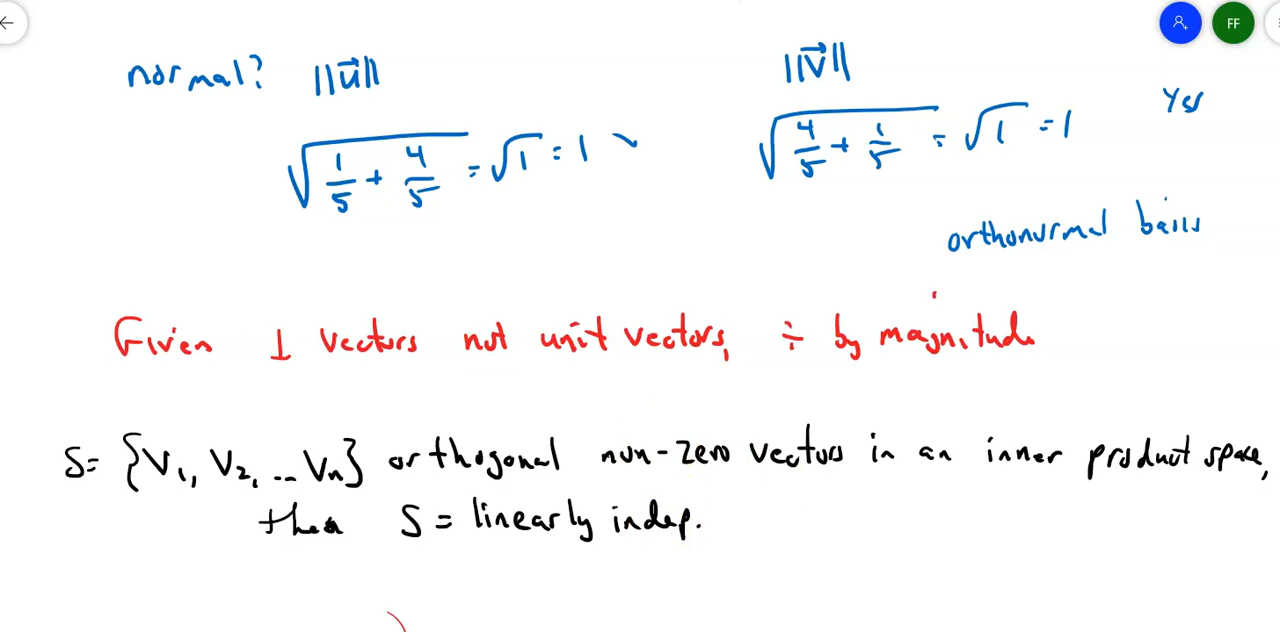 FF
normal? ||u⃗|| ||v⃗||
Yes
√(1/5 + 4/5) = √1 = 1 √(4/5 + 1/5) = √1 = 1
orthonormal basis
Given ⊥ vectors not unit vectors, ÷ by magnitude
S= {V₁, V₂, ... Vₙ} orthogonal non-zero vectors in an inner product space,
then S = linearly indep.